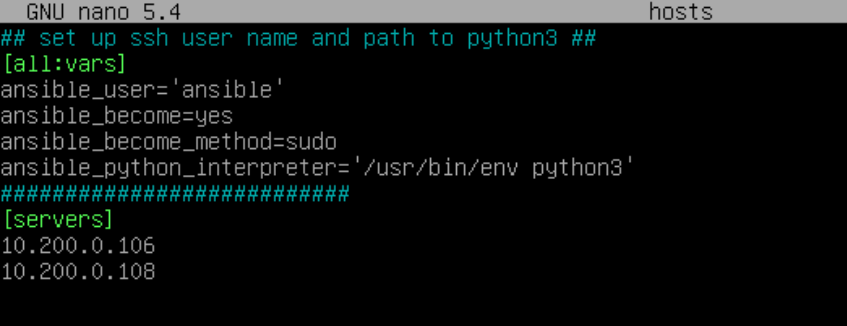 GNU nano 5.4 hosts
## set up ssh user name and path to python3 ##
[all:vars]
ansible_user='ansible'
ansible_become=yes
ansible_become_method=sudo
ansible_python_interpreter='/usr/bin/env python3'
###########################
[servers]
10.200.0.106
10.200.0.108